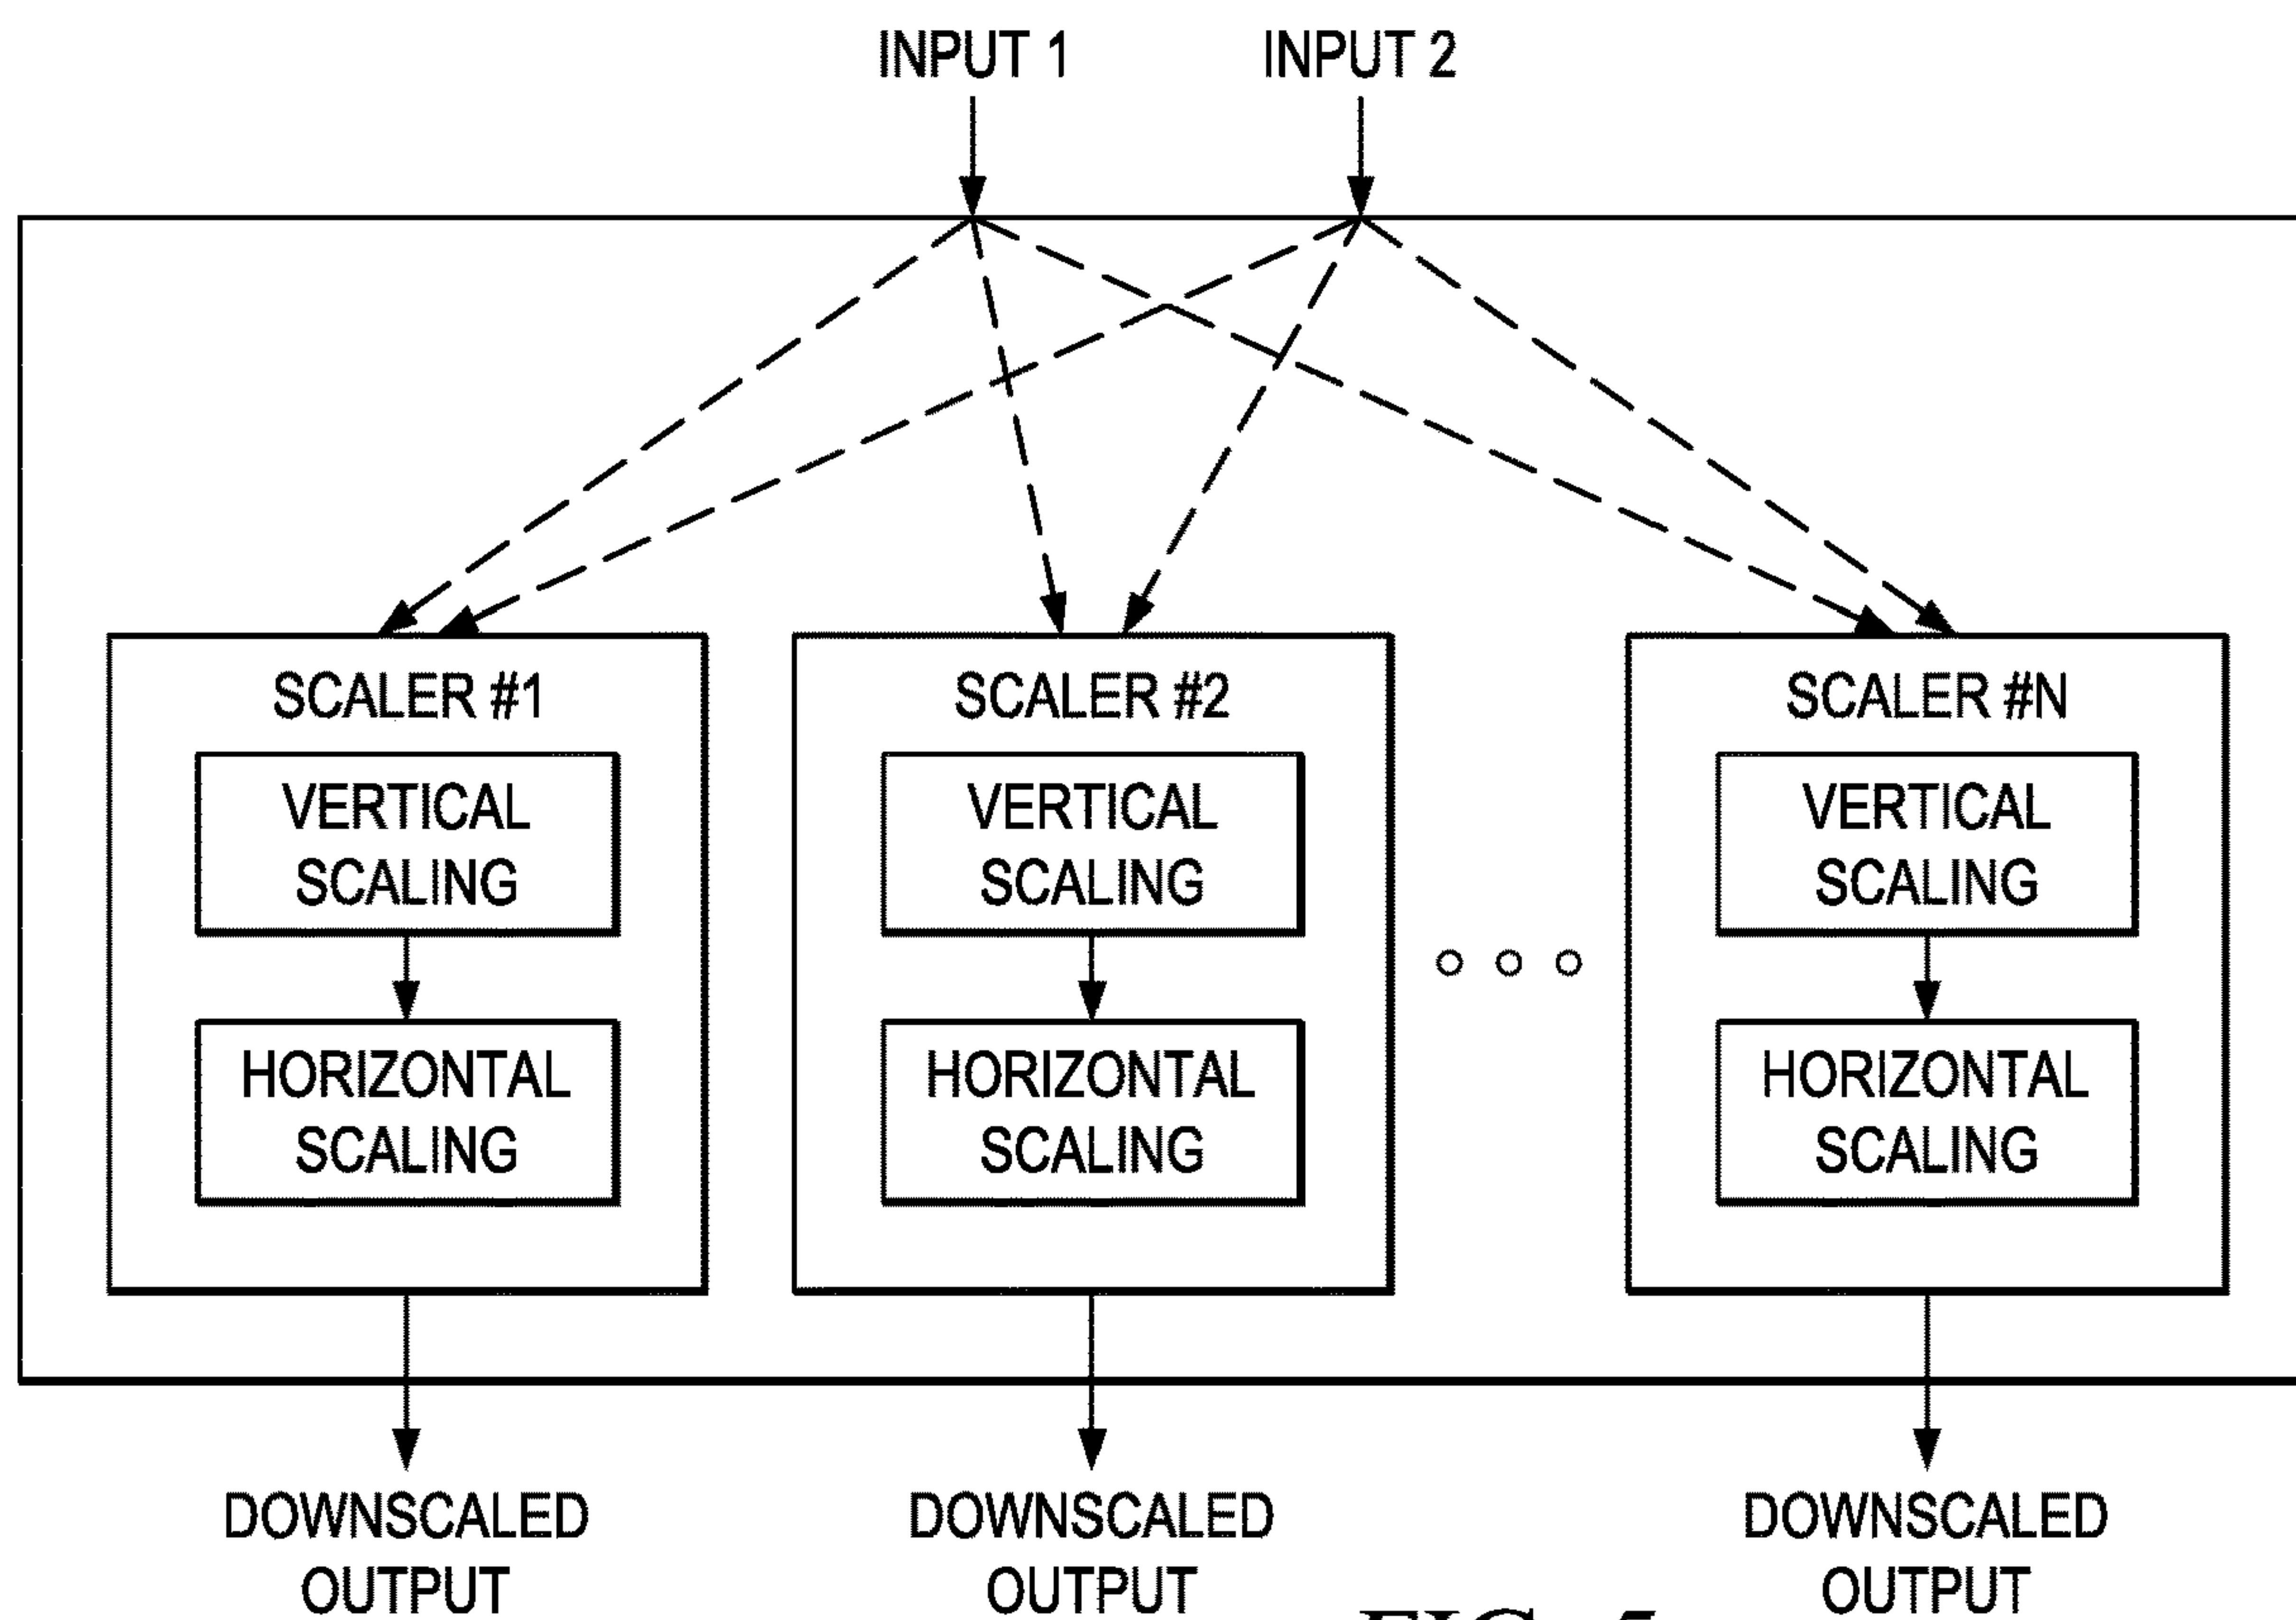 INPUT 1 INPUT 2
SCALER #1 SCALER #2 SCALER #N
VERTICAL SCALING VERTICAL SCALING VERTICAL SCALING
HORIZONTAL SCALING HORIZONTAL SCALING HORIZONTAL SCALING
DOWNSCALED OUTPUT DOWNSCALED OUTPUT DOWNSCALED OUTPUT